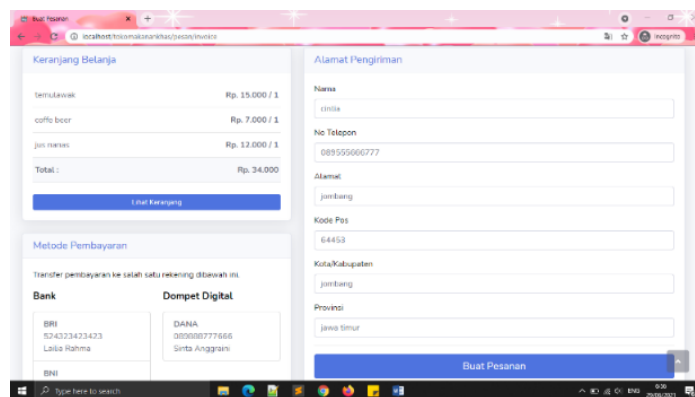 Buat Pesanan
localhost/tokomakanankhas/pesan/invoice
Incognito
Keranjang Belanja
temulawak Rp. 15.000 / 1
coffe beer Rp. 7.000 / 1
jus nanas Rp. 12.000 / 1
Total : Rp. 34.000
Lihat Keranjang
Metode Pembayaran
Transfer pembayaran ke salah satu rekening dibawah ini.
Bank Dompet Digital
BRI
524323423423
Laila Rahma
BNI
DANA
089888777666
Sinta Anggraini
Alamat Pengiriman
Nama
cintia
No Telepon
089555666777
Alamat
jombang
Kode Pos
64453
Kota/Kabupaten
jombang
Provinsi
jawa timur
Buat Pesanan
Type here to search
ENG
29/08/2021